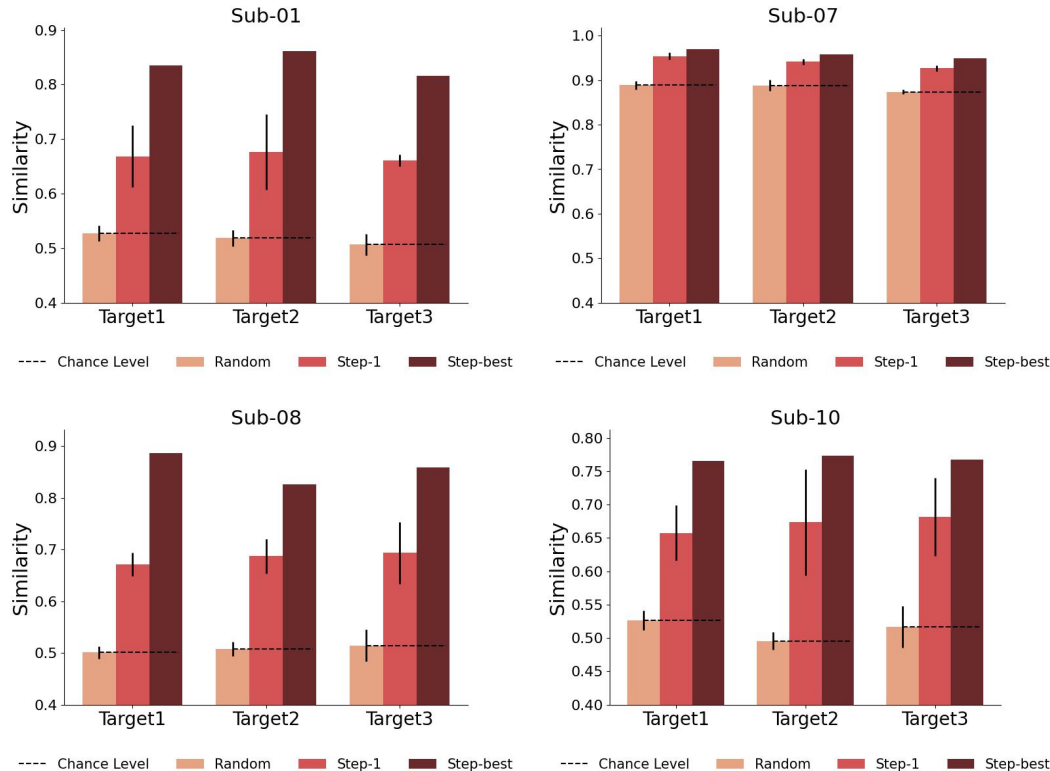 Sub-01
Similarity
0.9
0.8
0.7
0.6
0.5
0.4
Target1 Target2 Target3
Chance Level Random Step-1 Step-best
Sub-07
Similarity
1.0
0.9
0.8
0.7
0.6
0.5
0.4
Target1 Target2 Target3
Chance Level Random Step-1 Step-best
Sub-08
Similarity
0.9
0.8
0.7
0.6
0.5
0.4
Target1 Target2 Target3
Chance Level Random Step-1 Step-best
Sub-10
Similarity
0.80
0.75
0.70
0.65
0.60
0.55
0.50
0.45
0.40
Target1 Target2 Target3
Chance Level Random Step-1 Step-best